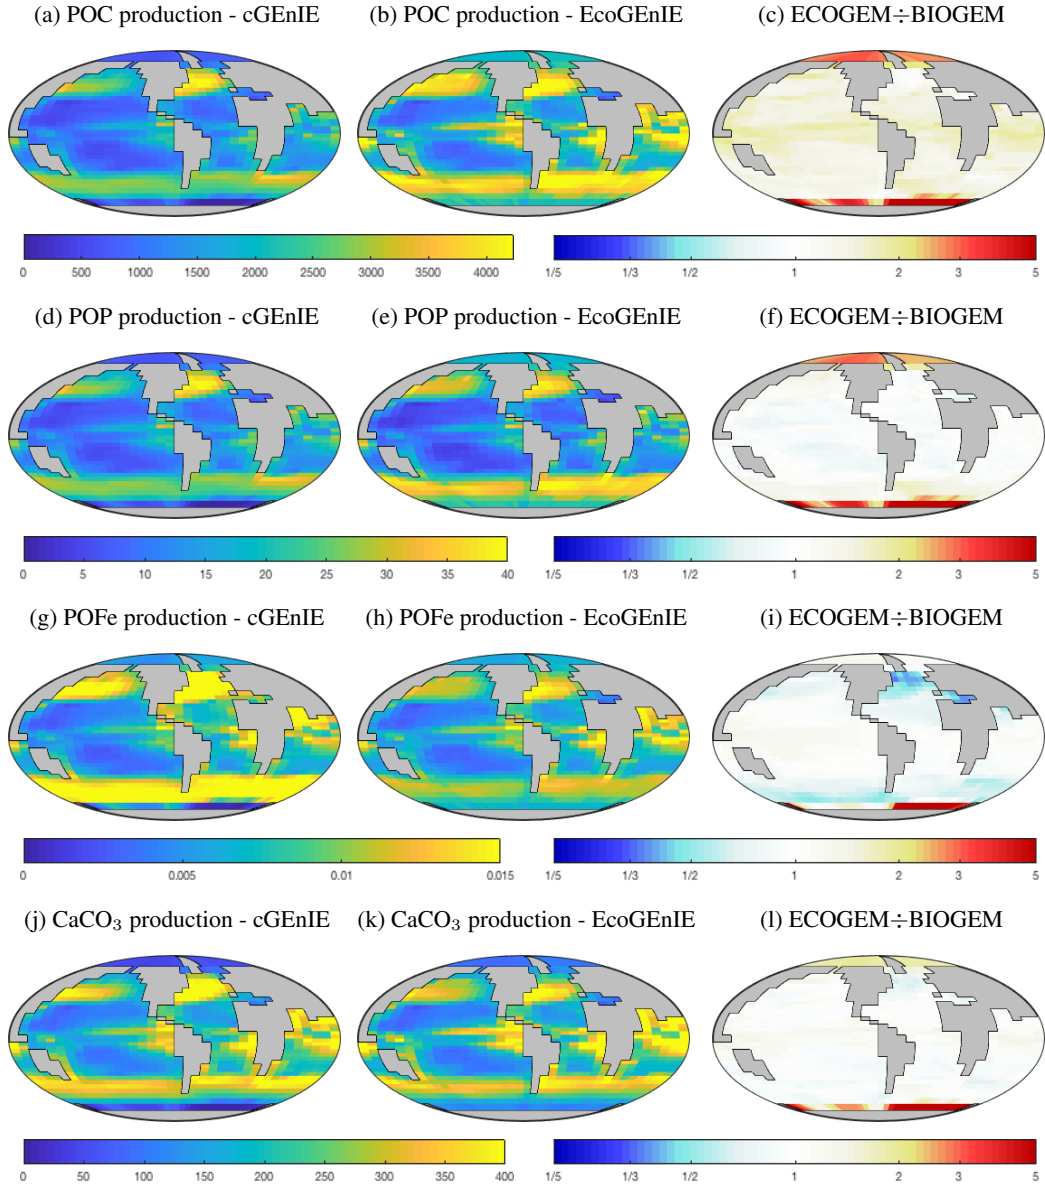 (a) POC production - cGEnIE (b) POC production - EcoGEnIE (c) ECOGEM÷BIOGEM
0 500 1000 1500 2000 2500 3000 3500 4000 1/5 1/3 1/2 1 2 3 5
(d) POP production - cGEnIE (e) POP production - EcoGEnIE (f) ECOGEM÷BIOGEM
0 5 10 15 20 25 30 35 40 1/5 1/3 1/2 1 2 3 5
(g) POFe production - cGEnIE (h) POFe production - EcoGEnIE (i) ECOGEM÷BIOGEM
0 0.005 0.01 0.015 1/5 1/3 1/2 1 2 3 5
(j) CaCO₃ production - cGEnIE (k) CaCO₃ production - EcoGEnIE (l) ECOGEM÷BIOGEM
0 50 100 150 200 250 300 350 400 1/5 1/3 1/2 1 2 3 5